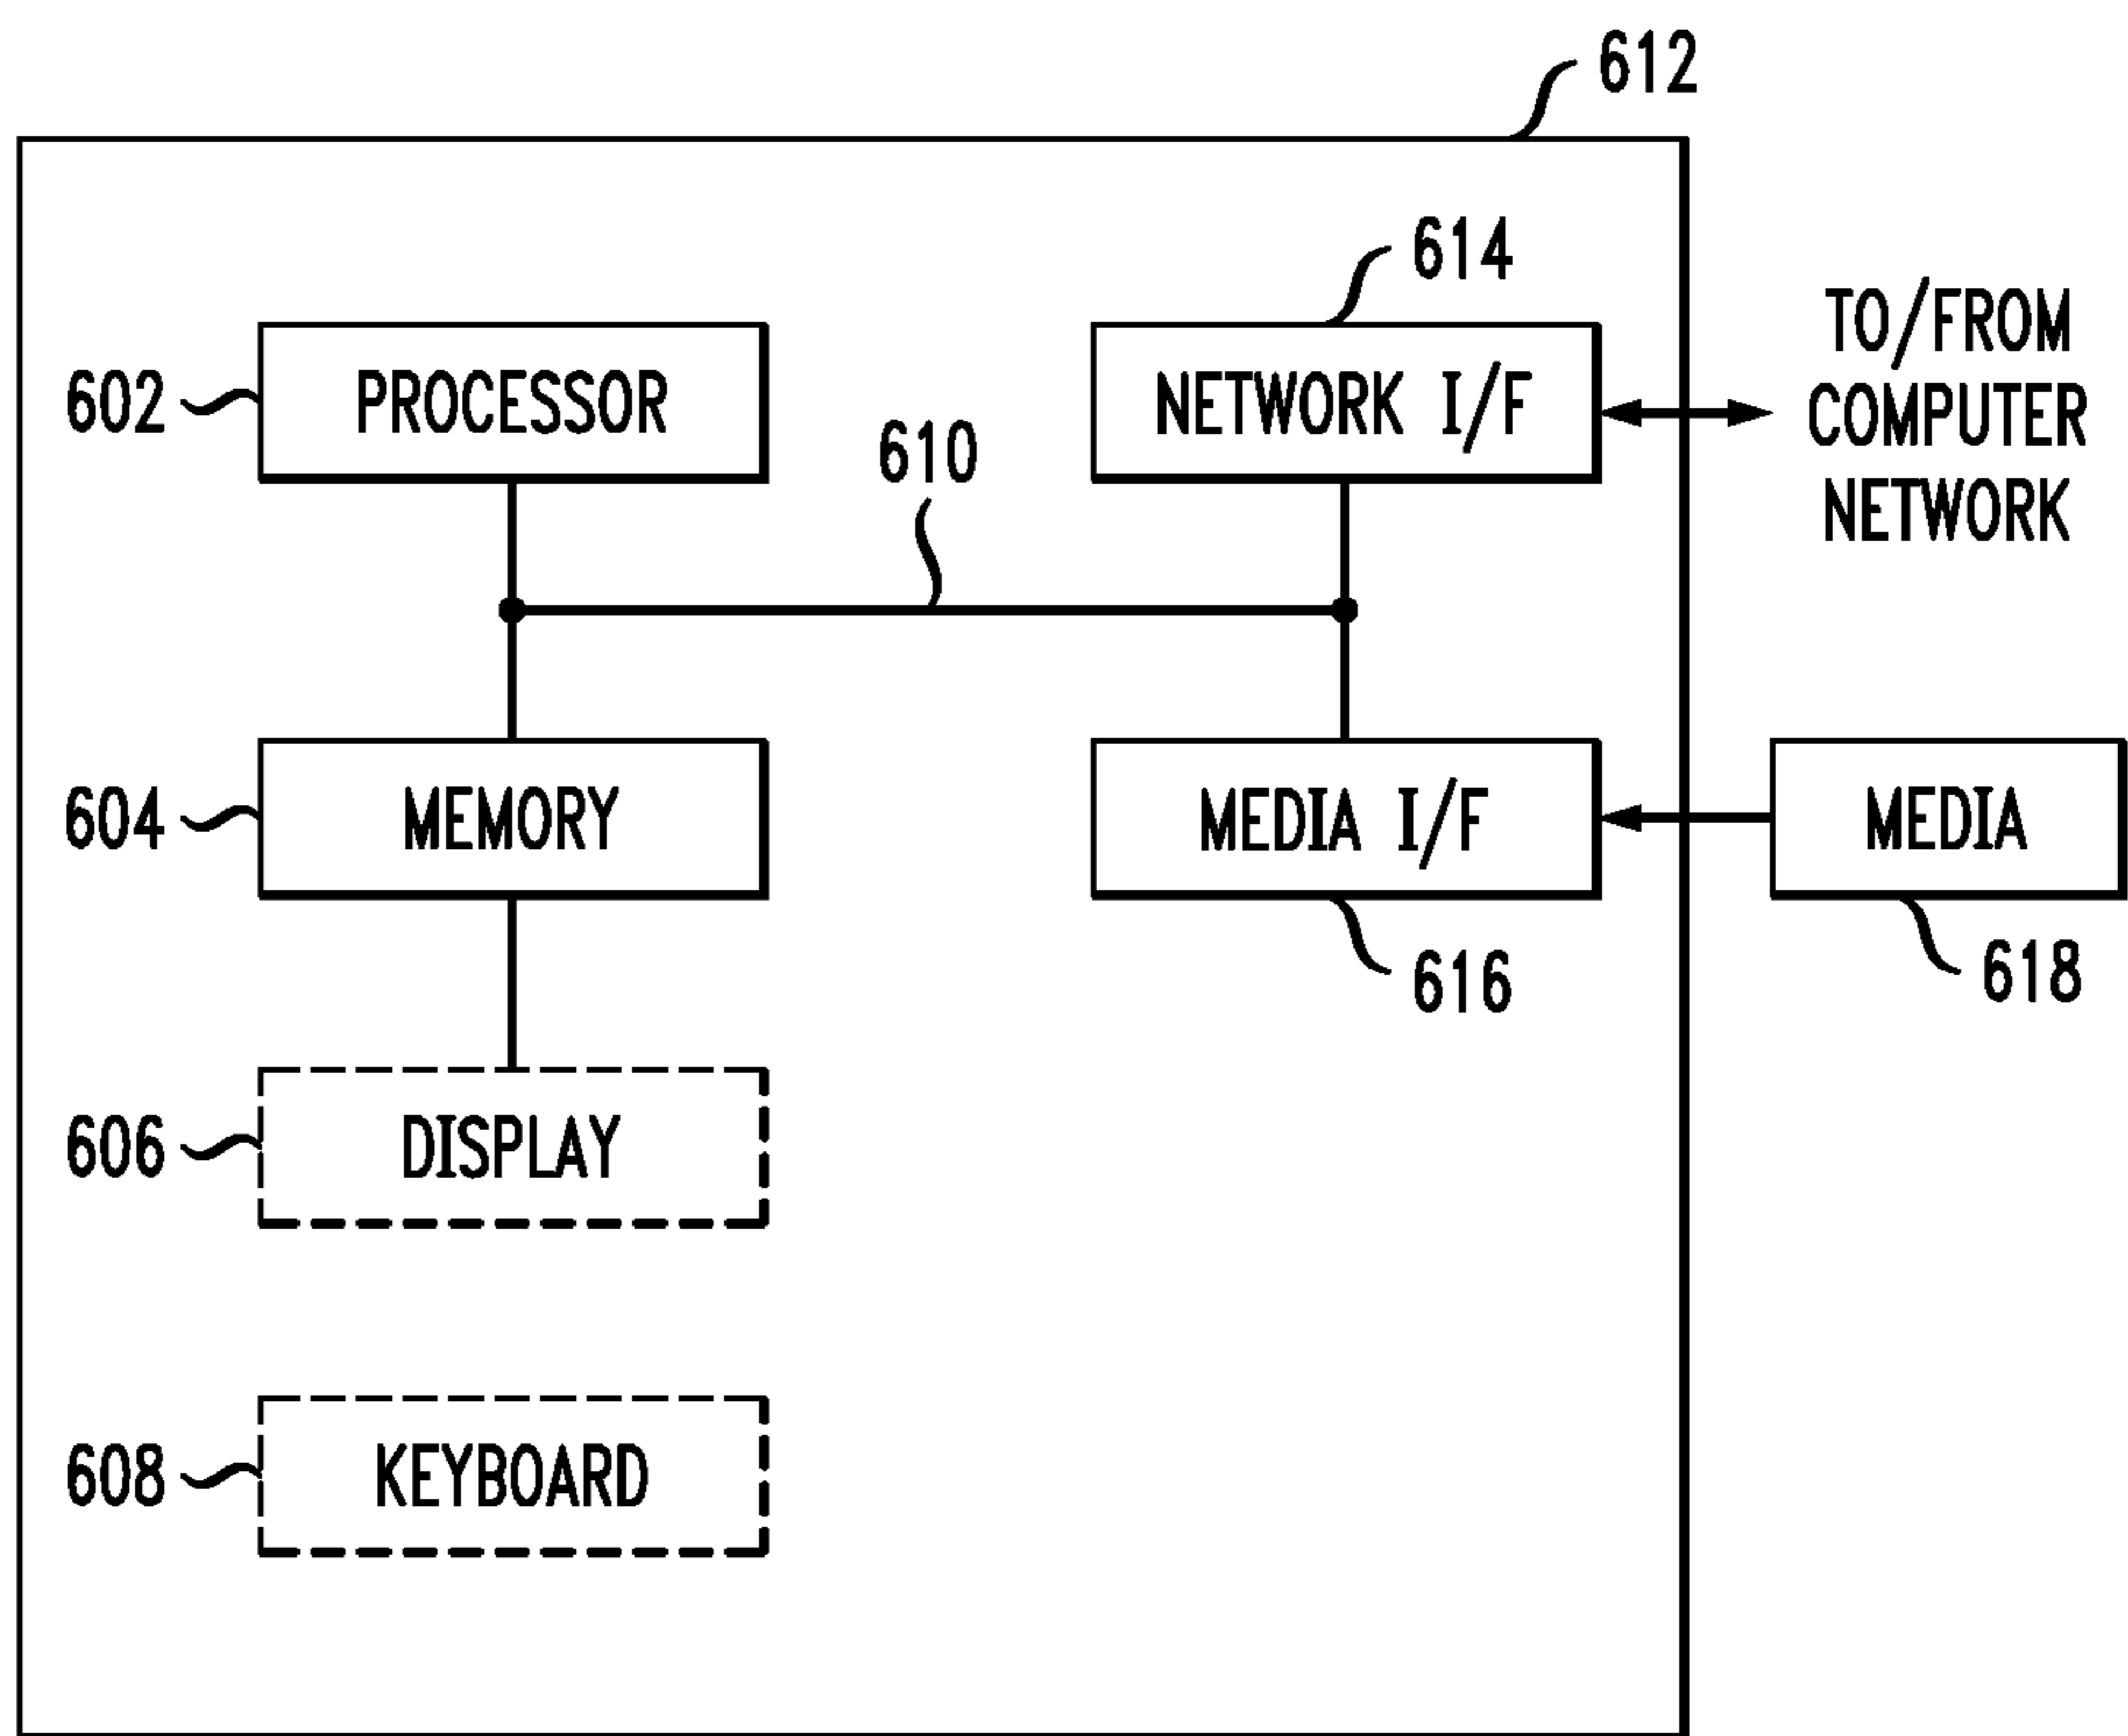 612
614
602
PROCESSOR
NETWORK I/F
TO/FROM
COMPUTER
NETWORK
610
604
MEMORY
MEDIA I/F
MEDIA
616
618
606
DISPLAY
608
KEYBOARD